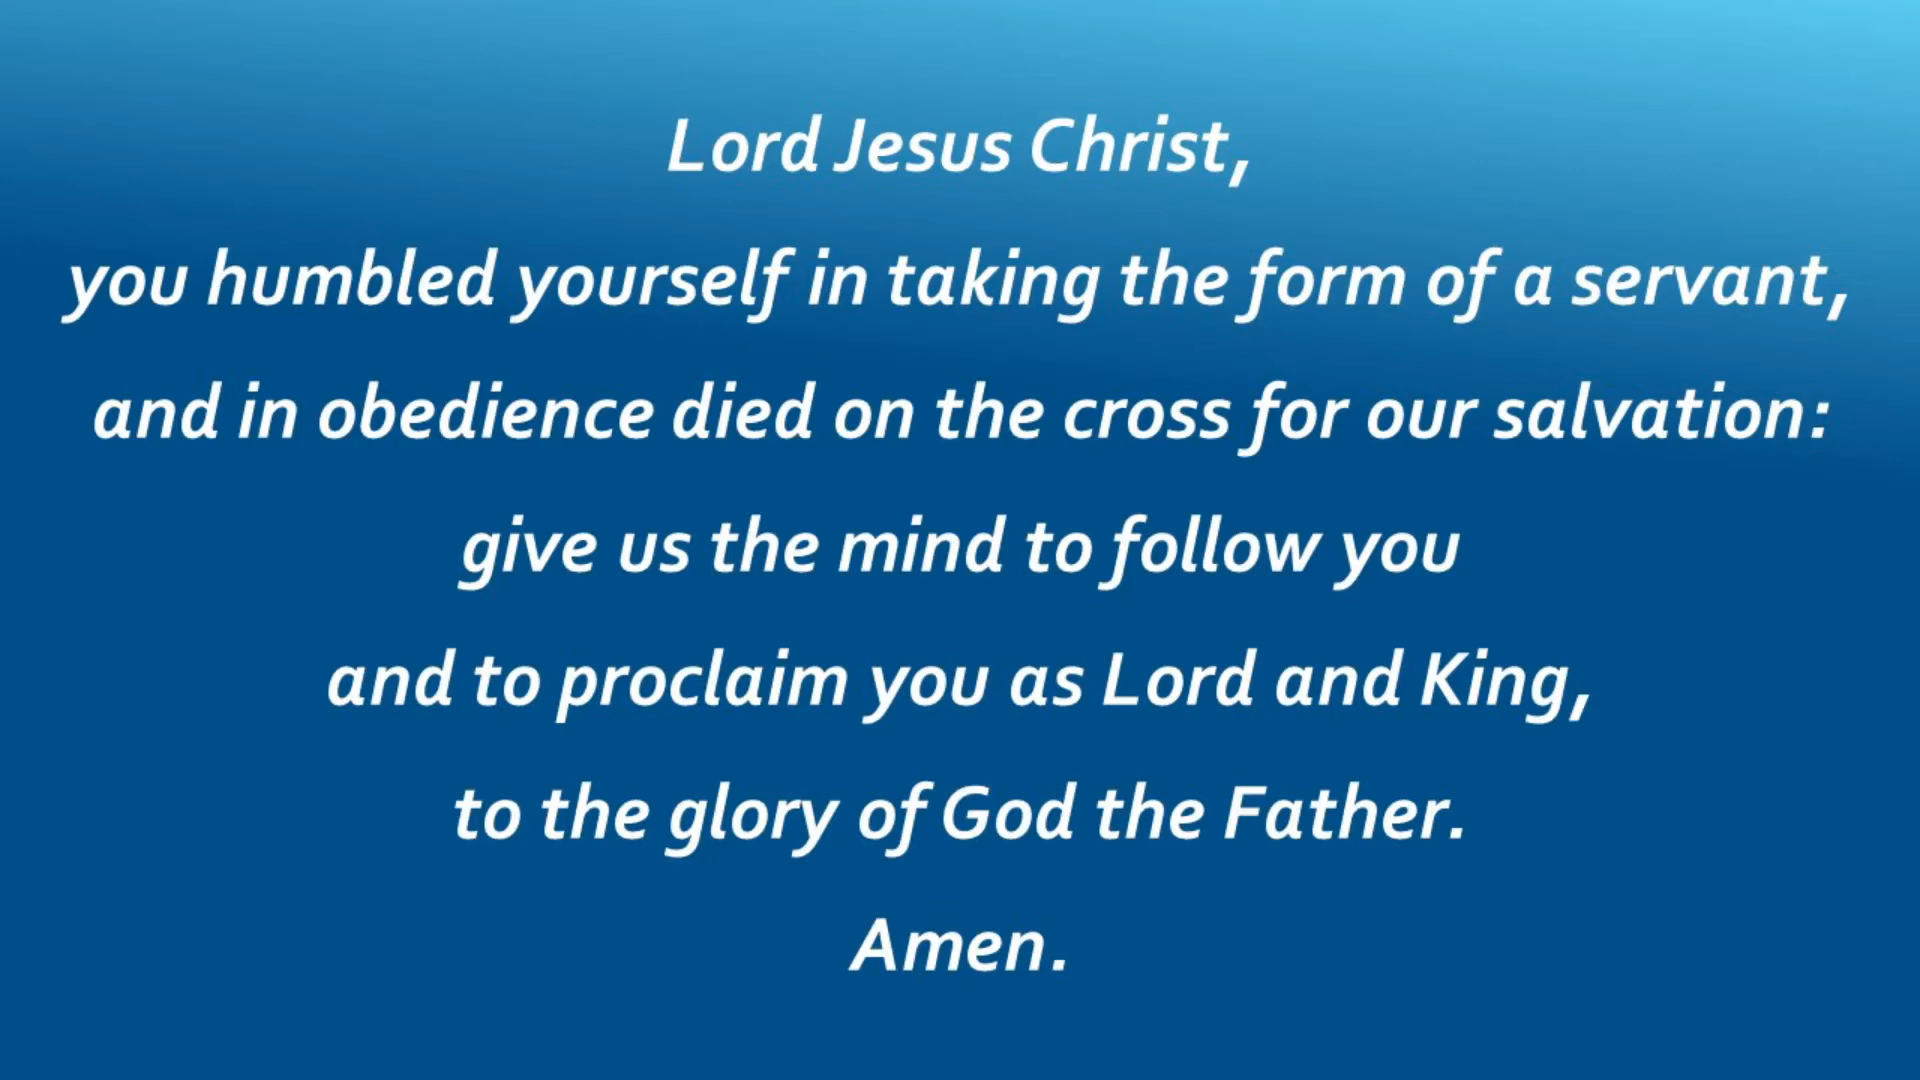 Lord Jesus Christ,
you humbled yourself in taking the form of a servant,
and in obedience died on the cross for our salvation:
give us the mind to follow you
and to proclaim you as Lord and King,
to the glory of God the Father.
Amen.